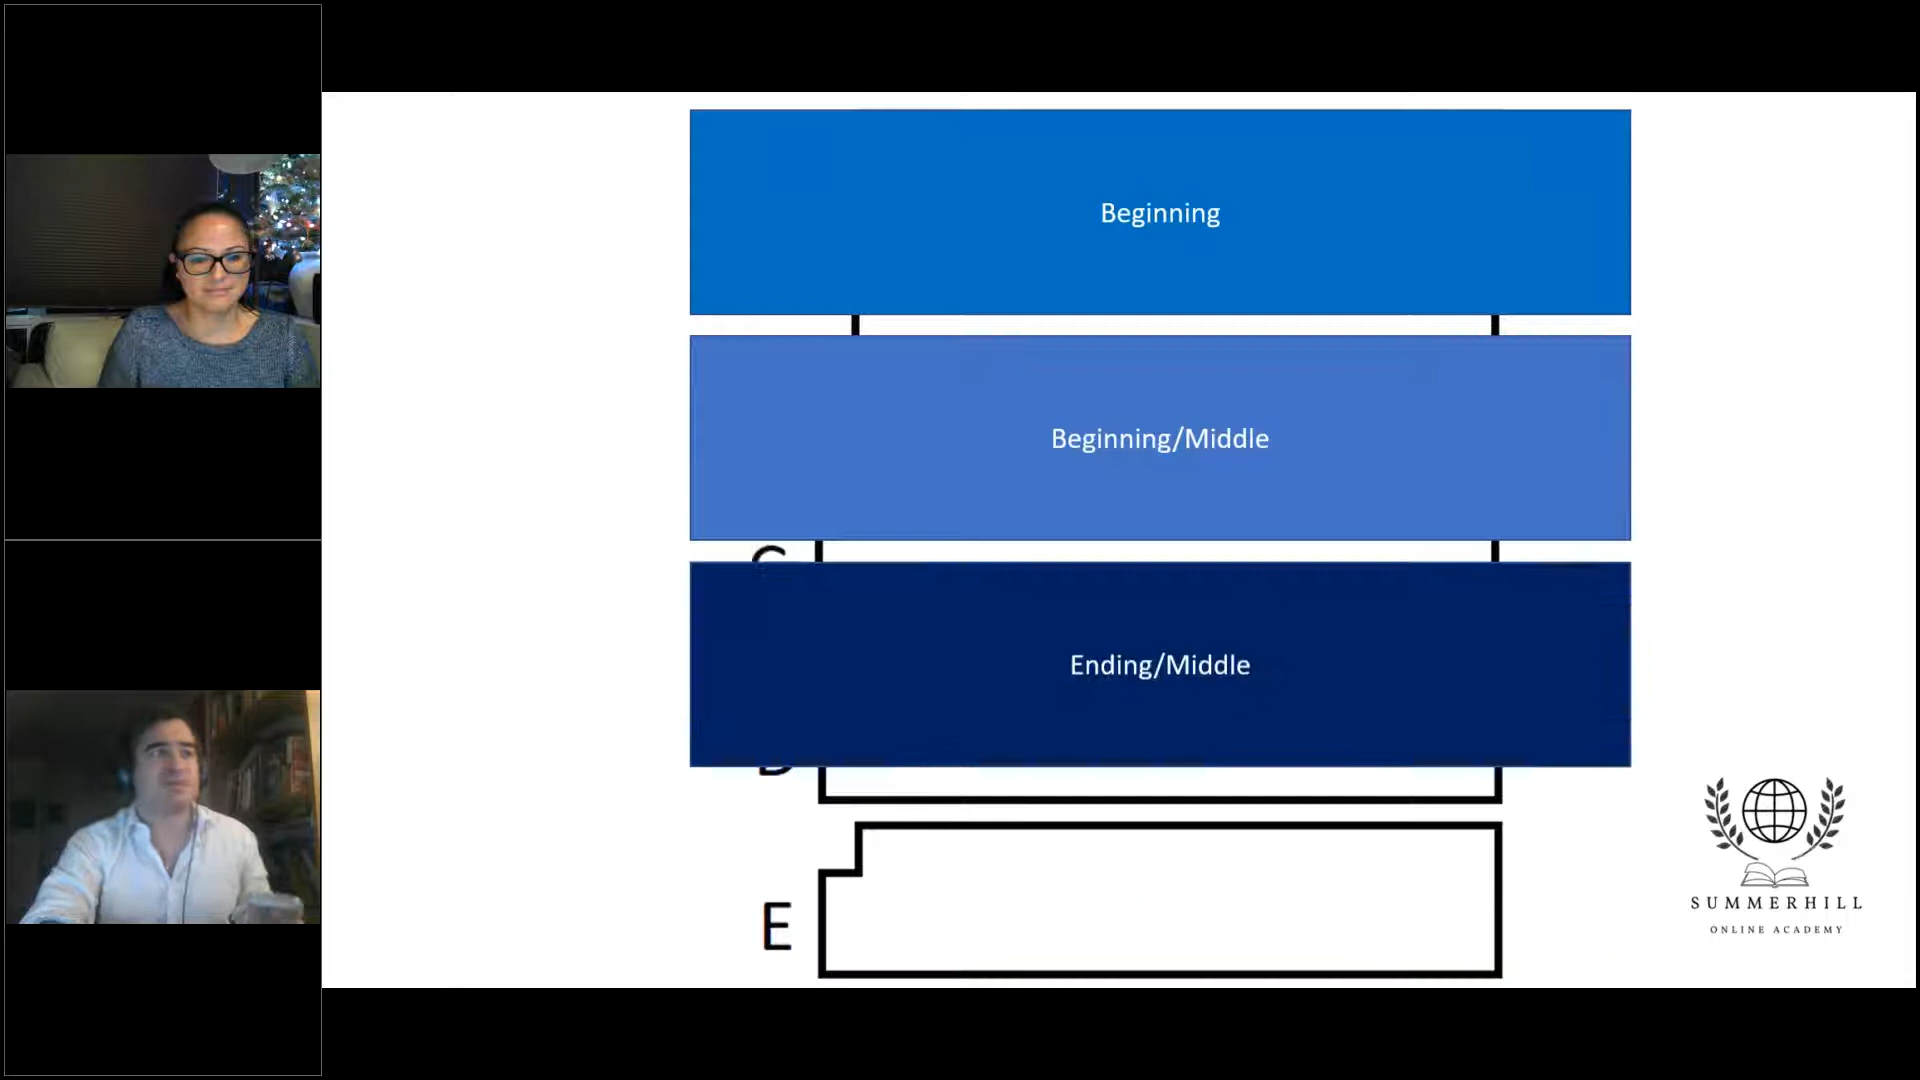 Beginning
Beginning/Middle
C
Ending/Middle
E
SUMMERHILL
ONLINE ACADEMY